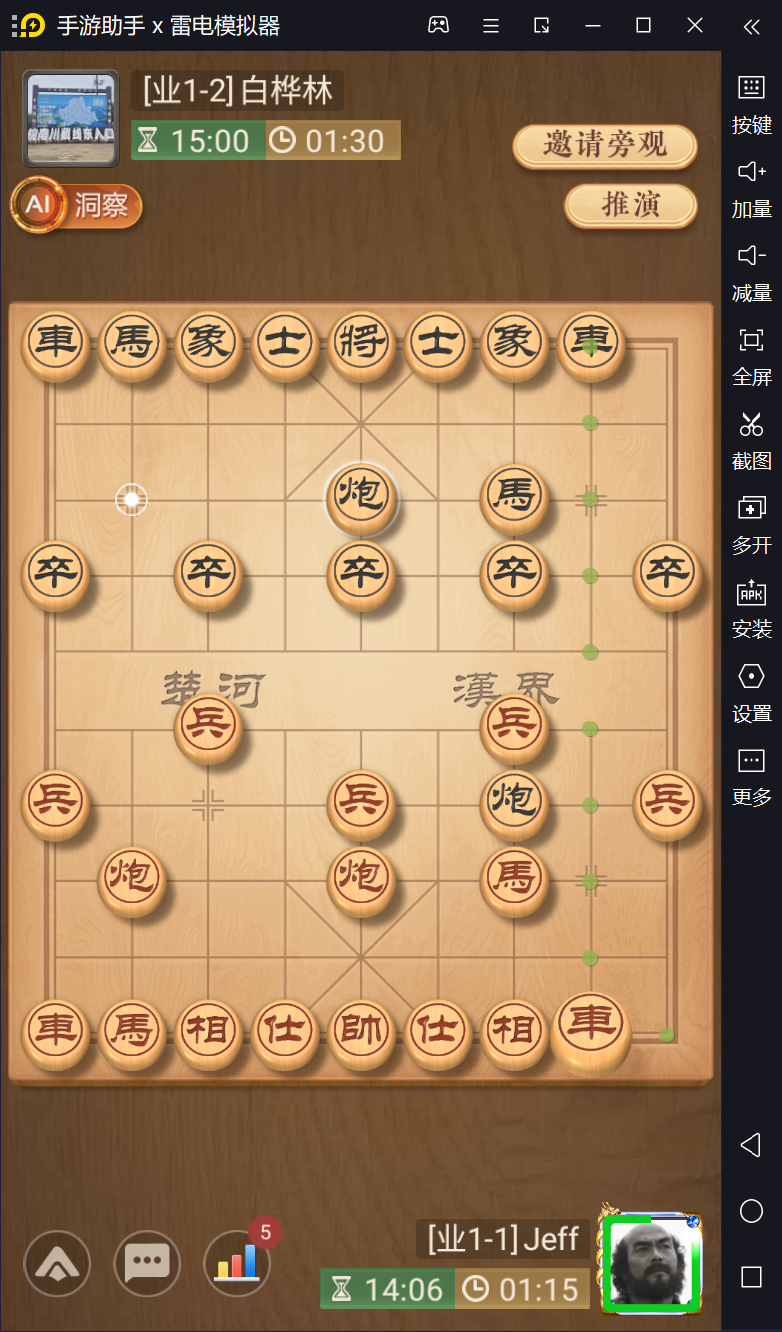 手游助手 x 雷电模拟器
[业1-2] 白桦林
15:00 01:30
邀请旁观
AI 洞察
推演
按键
加量
减量
全屏
截图
多开
APK
安装
设置
更多
車 馬 象 士 將 士 象 車
炮 馬
卒 卒 卒 卒 卒
楚河 漢界
兵 兵
兵 兵 炮 兵
炮 炮 馬
車 馬 相 仕 帥 仕 相 車
5
[业1-1] Jeff
14:06 01:15